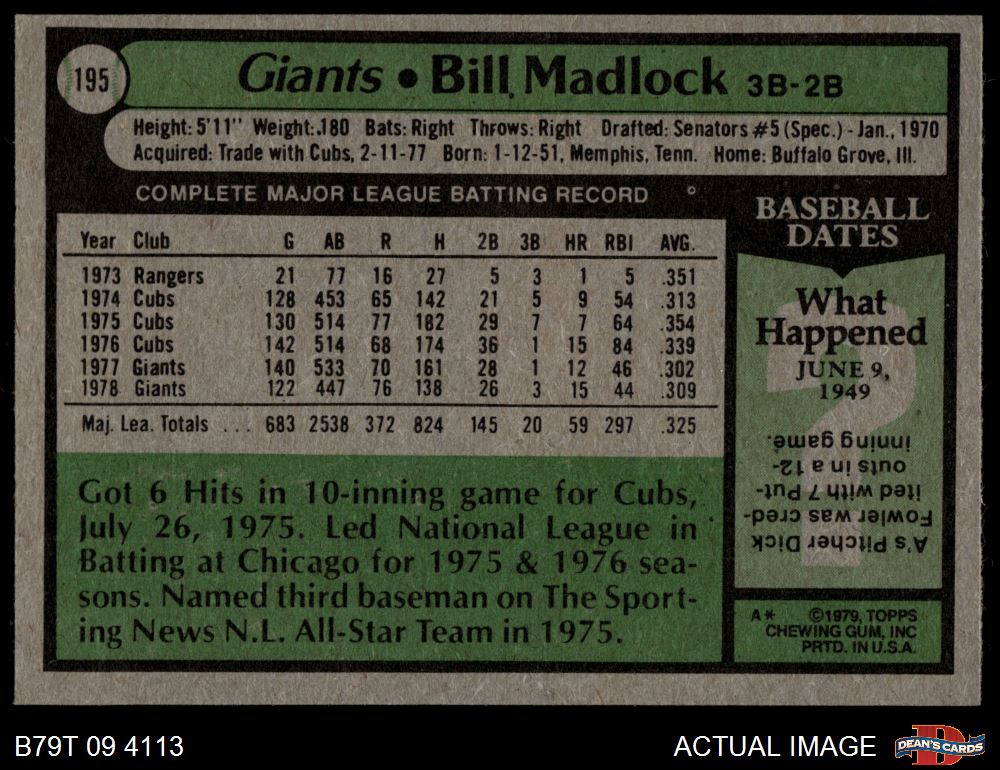 195
Giants • Bill Madlock 3B-2B
Height: 5'11" Weight: 180 Bats: Right Throws: Right Drafted: Senators #5 (Spec.) - Jan., 1970
Acquired: Trade with Cubs, 2-11-77 Born: 1-12-51, Memphis, Tenn. Home: Buffalo Grove, Ill.
COMPLETE MAJOR LEAGUE BATTING RECORD
Year Club G AB R H 2B 3B HR RBI AVG.
1973 Rangers 21 77 16 27 5 3 1 5 .351
1974 Cubs 128 453 65 142 21 5 9 54 .313
1975 Cubs 130 514 77 182 29 7 7 64 .354
1976 Cubs 142 514 68 174 36 1 15 84 .339
1977 Giants 140 533 70 161 28 1 12 46 .302
1978 Giants 122 447 76 138 26 3 15 44 .309
Maj. Lea. Totals ... 683 2538 372 824 145 20 59 297 .325
Got 6 Hits in 10-inning game for Cubs,
July 26, 1975. Led National League in
Batting at Chicago for 1975 & 1976 sea-
sons. Named third baseman on The Sport-
ing News N.L. All-Star Team in 1975.
BASEBALL
DATES
What
Happened
JUNE 9,
1949
A's Pitcher Dick
Fowler was cred-
ited with 7 Put-
outs in a 12-
inning game.
A* ©1979, TOPPS
CHEWING GUM, INC
PRTD. IN U.S.A.
B79T 09 4113
ACTUAL IMAGE
D
DEAN'S CARDS